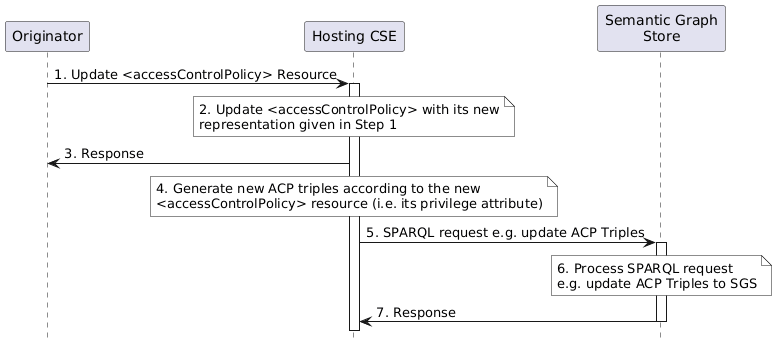 Originator
Hosting CSE
Semantic Graph
Store
1. Update <accessControlPolicy> Resource
2. Update <accessControlPolicy> with its new
representation given in Step 1
3. Response
4. Generate new ACP triples according to the new
<accessControlPolicy> resource (i.e. its privilege attribute)
5. SPARQL request e.g. update ACP Triples
6. Process SPARQL request
e.g. update ACP Triples to SGS
7. Response